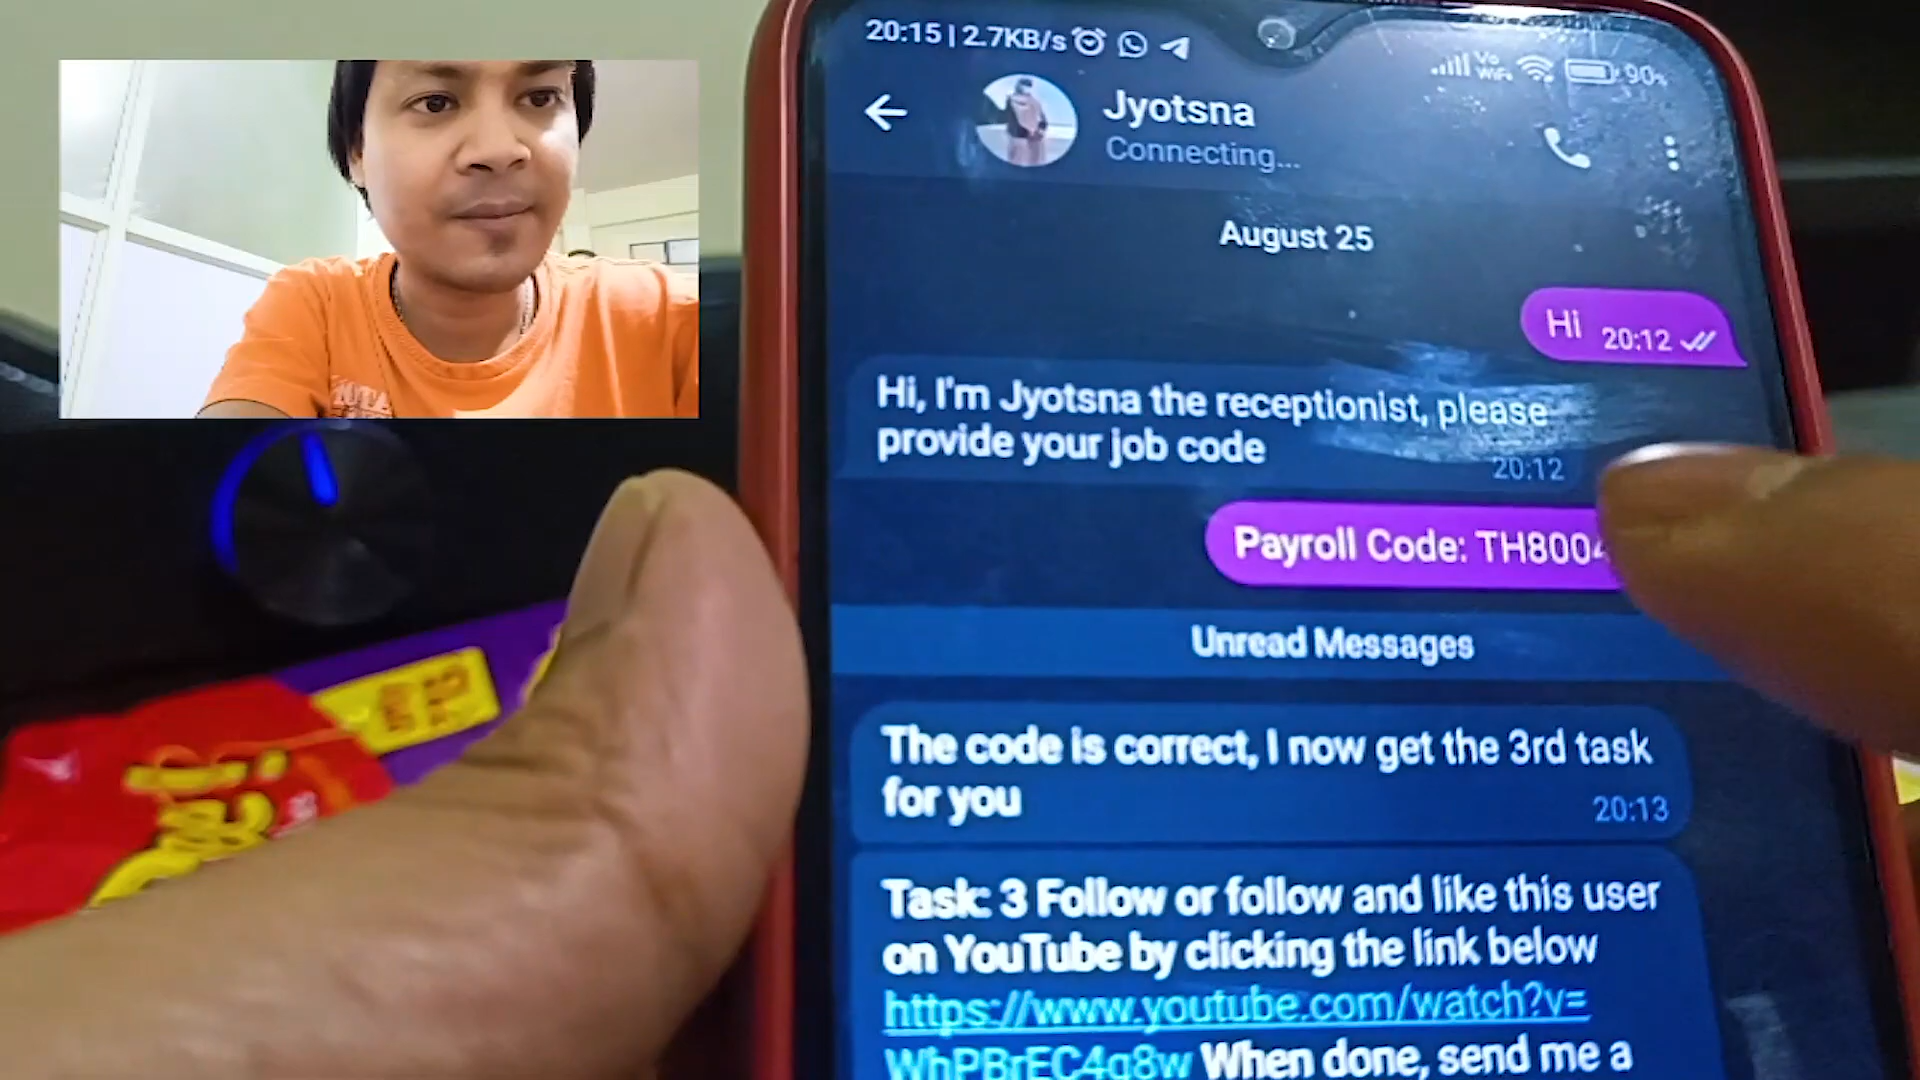 20:15 | 2.7KB/s
Vo
WiFi
90%
Jyotsna
Connecting...
August 25
Hi 20:12
Hi, I'm Jyotsna the receptionist, please
provide your job code
20:12
Payroll Code: TH8004
Unread Messages
The code is correct, I now get the 3rd task
for you
20:13
Task: 3 Follow or follow and like this user
on YouTube by clicking the link below
https://www.youtube.com/watch?v=
WhPBrEC4q8w When done, send me a